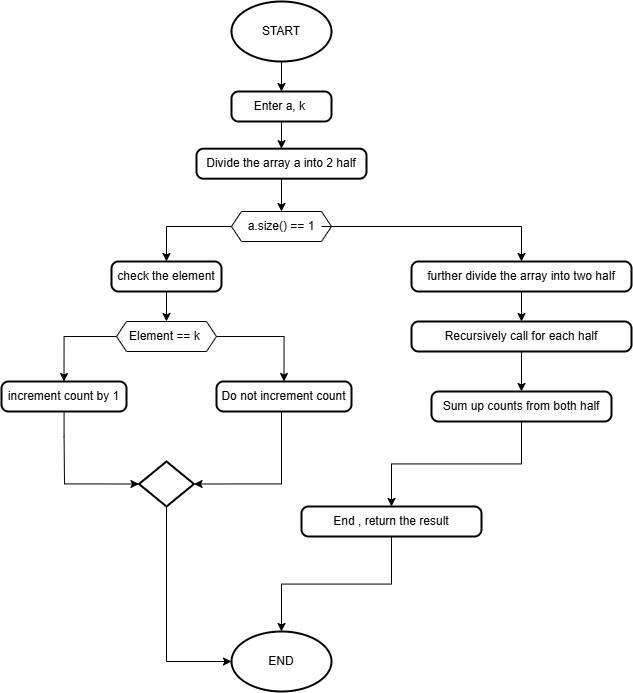 START
Enter a, k
Divide the array a into 2 half
a.size() == 1
check the element
further divide the array into two half
Element == k
Recursively call for each half
increment count by 1
Do not increment count
Sum up counts from both half
End , return the result
END